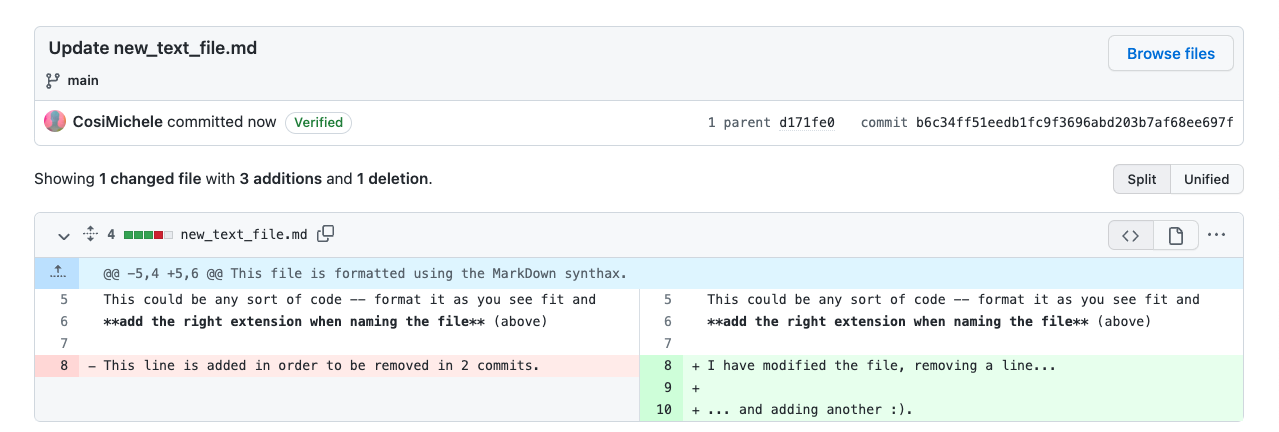 Update new_text_file.md
Browse files
main
CosiMichele committed now Verified 1 parent d171fe0 commit b6c34ff51eedb1fc9f3696abd203b7af68ee697f
Showing 1 changed file with 3 additions and 1 deletion.
Split Unified
4 new_text_file.md
@@ -5,4 +5,6 @@ This file is formatted using the MarkDown synthax.
5 This could be any sort of code -- format it as you see fit and 5 This could be any sort of code -- format it as you see fit and
6 **add the right extension when naming the file** (above) 6 **add the right extension when naming the file** (above)
7 7
8 - This line is added in order to be removed in 2 commits. 8 + I have modified the file, removing a line...
9 +
10 + ... and adding another :).